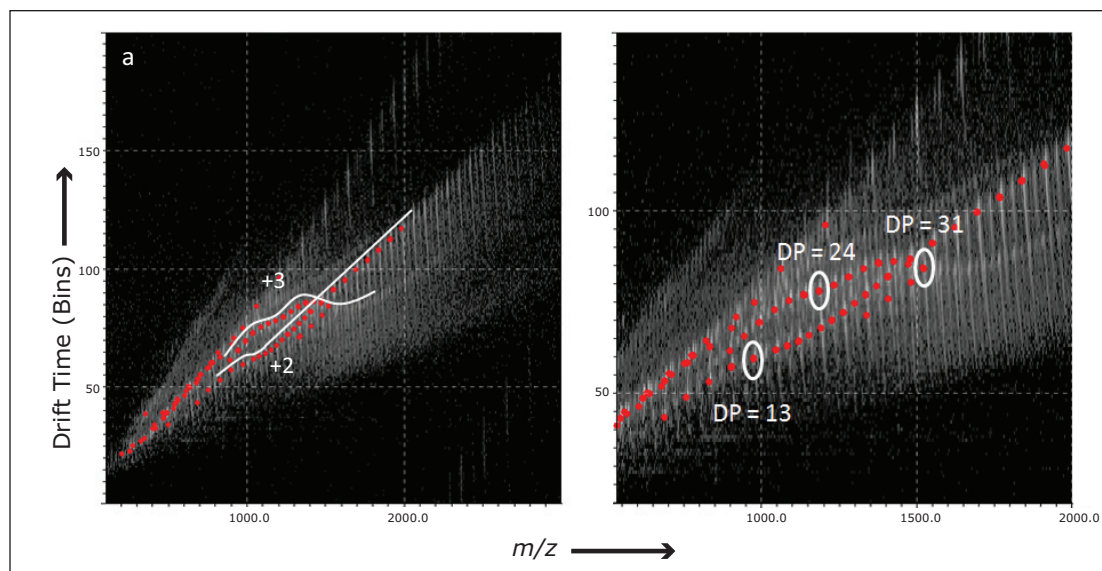 a
150
100
50
+3
+2
1000.0
2000.0
100
50
DP = 24
DP = 31
DP = 13
1000.0
1500.0
2000.0
Drift Time (Bins)
m/z